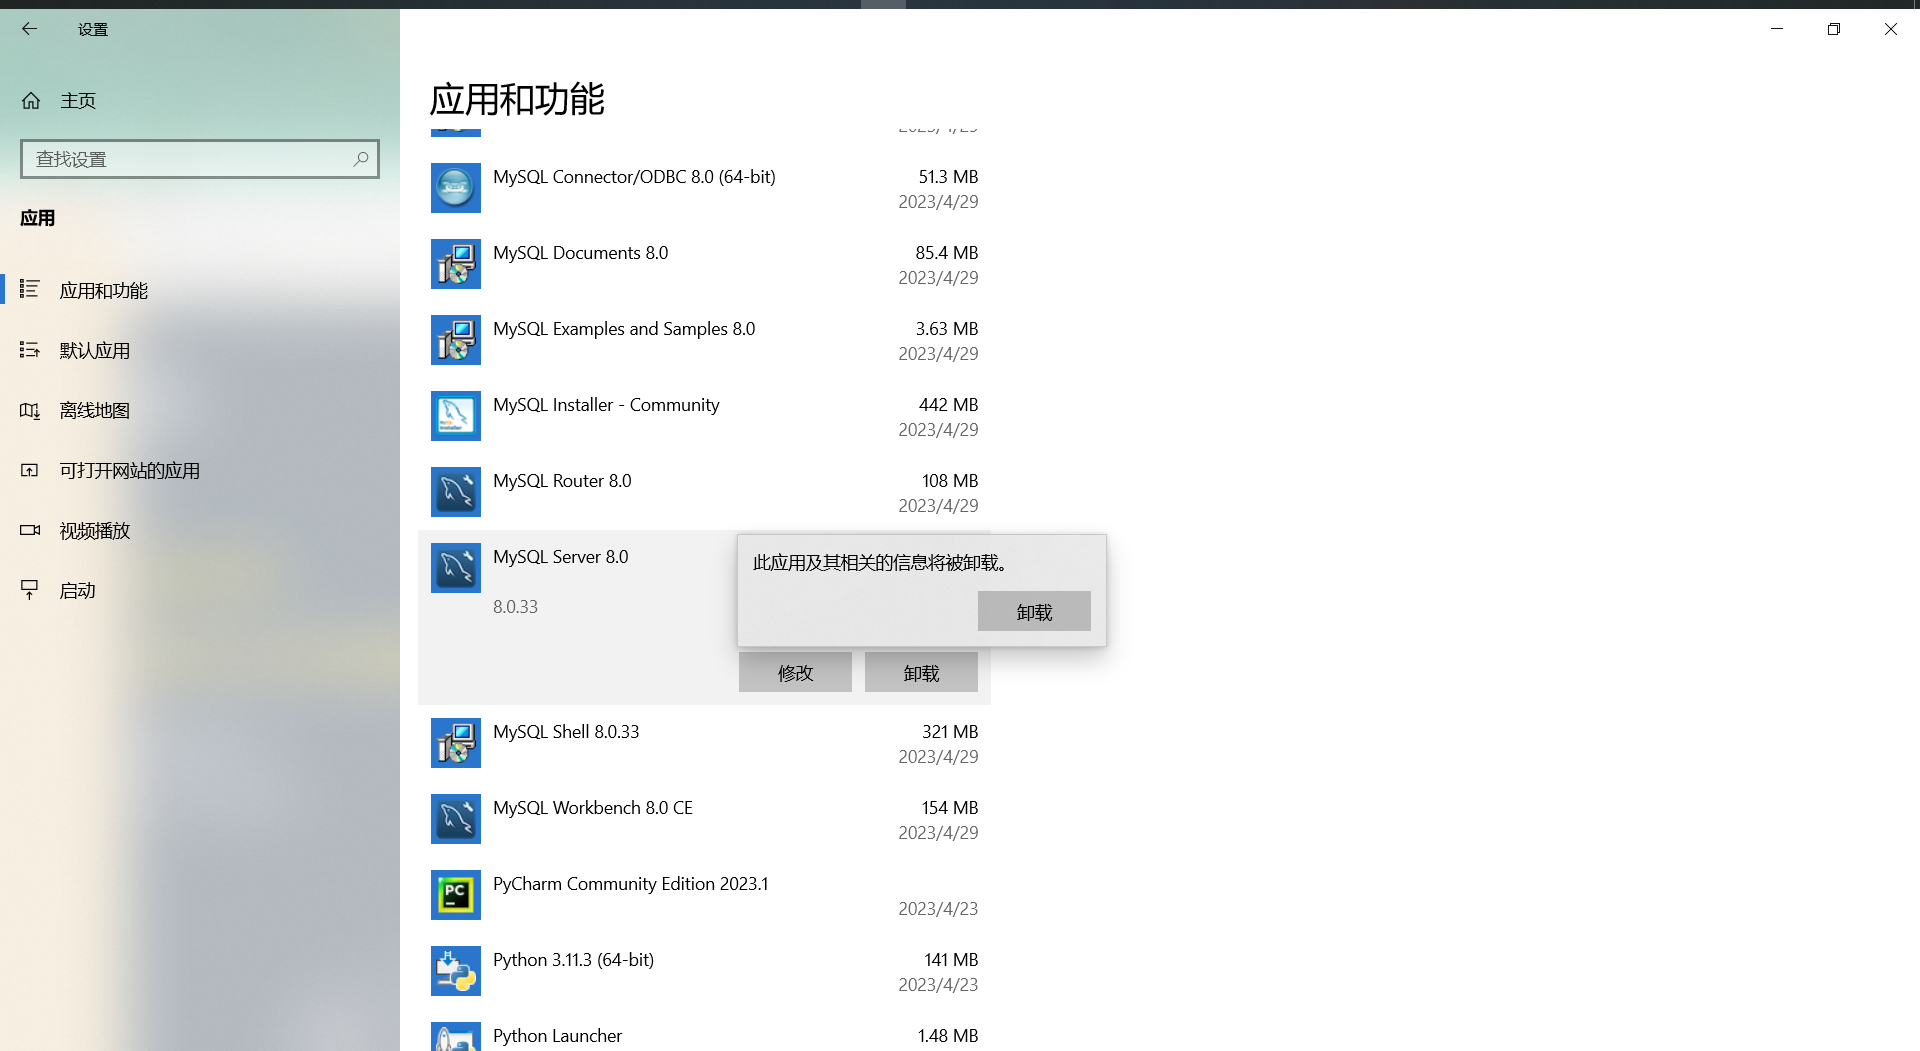 设置
主页
查找设置
应用
应用和功能
默认应用
离线地图
可打开网站的应用
视频播放
启动
应用和功能
MySQL Connector/ODBC 8.0 (64-bit)
51.3 MB
2023/4/29
MySQL Documents 8.0
85.4 MB
2023/4/29
MySQL Examples and Samples 8.0
3.63 MB
2023/4/29
MySQL Installer - Community
442 MB
2023/4/29
MySQL Router 8.0
108 MB
2023/4/29
MySQL Server 8.0
8.0.33
此应用及其相关的信息将被卸载。
卸载
修改
卸载
MySQL Shell 8.0.33
321 MB
2023/4/29
MySQL Workbench 8.0 CE
154 MB
2023/4/29
PC
PyCharm Community Edition 2023.1
2023/4/23
Python 3.11.3 (64-bit)
141 MB
2023/4/23
Python Launcher
1.48 MB